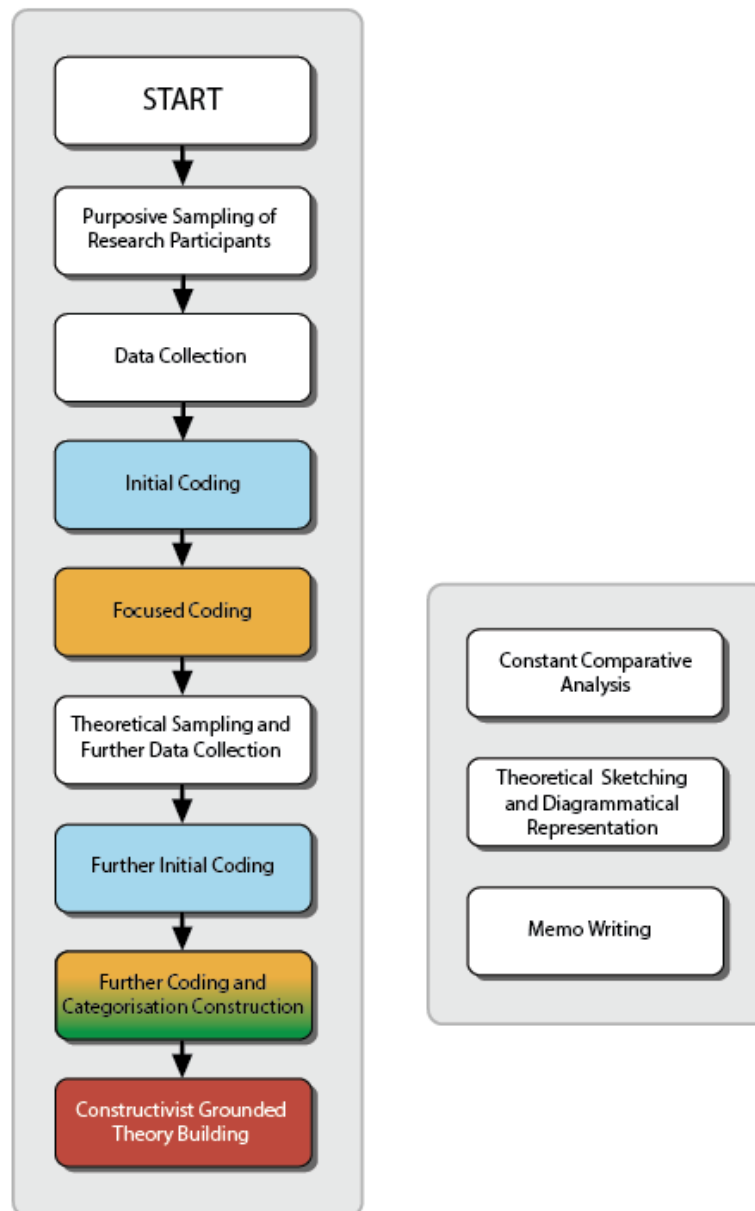 START
Purposive Sampling of
Research Participants
Data Collection
Initial Coding
Focused Coding
Theoretical Sampling and
Further Data Collection
Further Initial Coding
Further Coding and
Categorisation Construction
Constructivist Grounded
Theory Building
Constant Comparative
Analysis
Theoretical Sketching
and Diagrammatical
Representation
Memo Writing